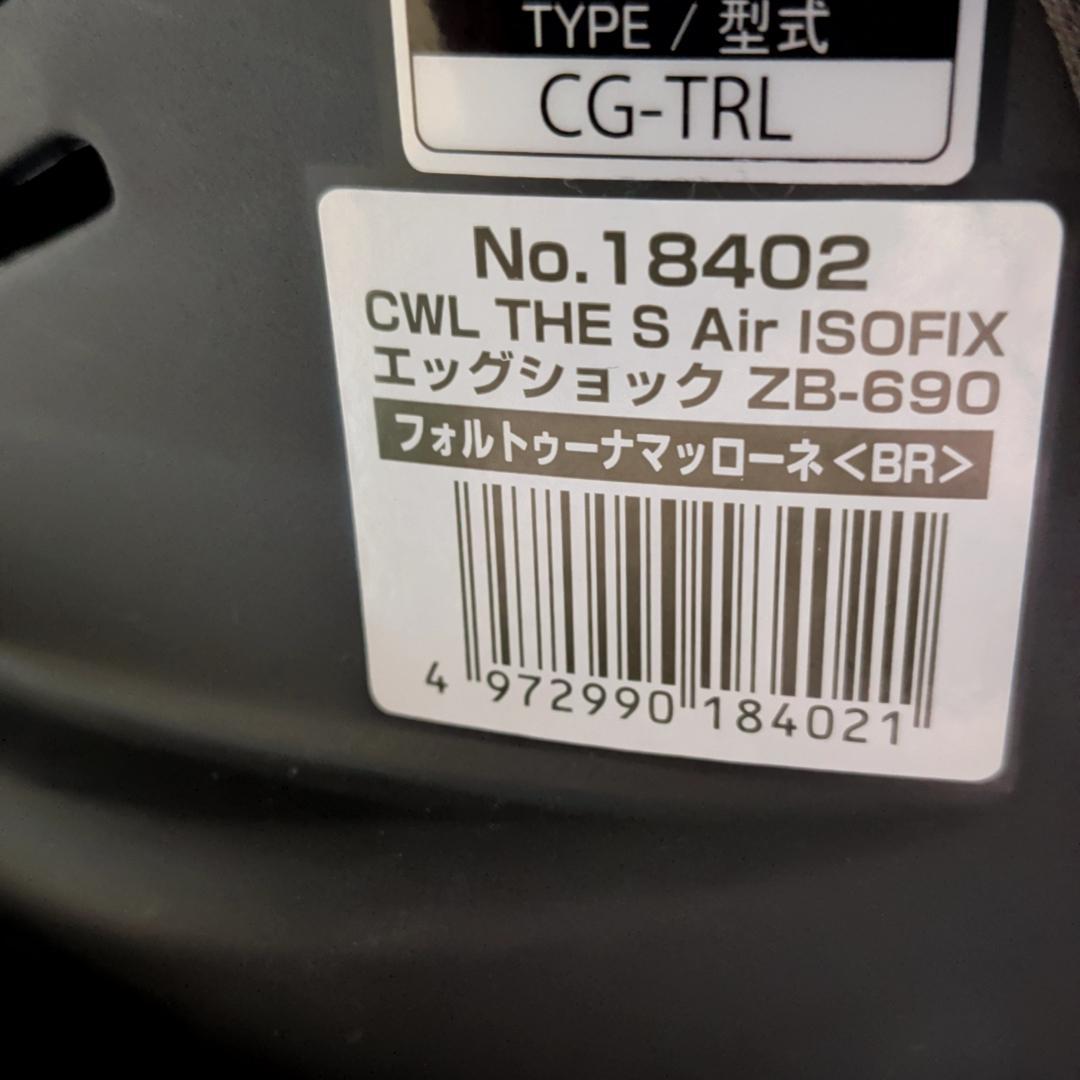 TYPE / 型式
CG-TRL
No.18402
CWL THE S Air ISOFIX
エッグショック ZB-690
フォルトゥーナマッローネ<BR>
4 972990 184021